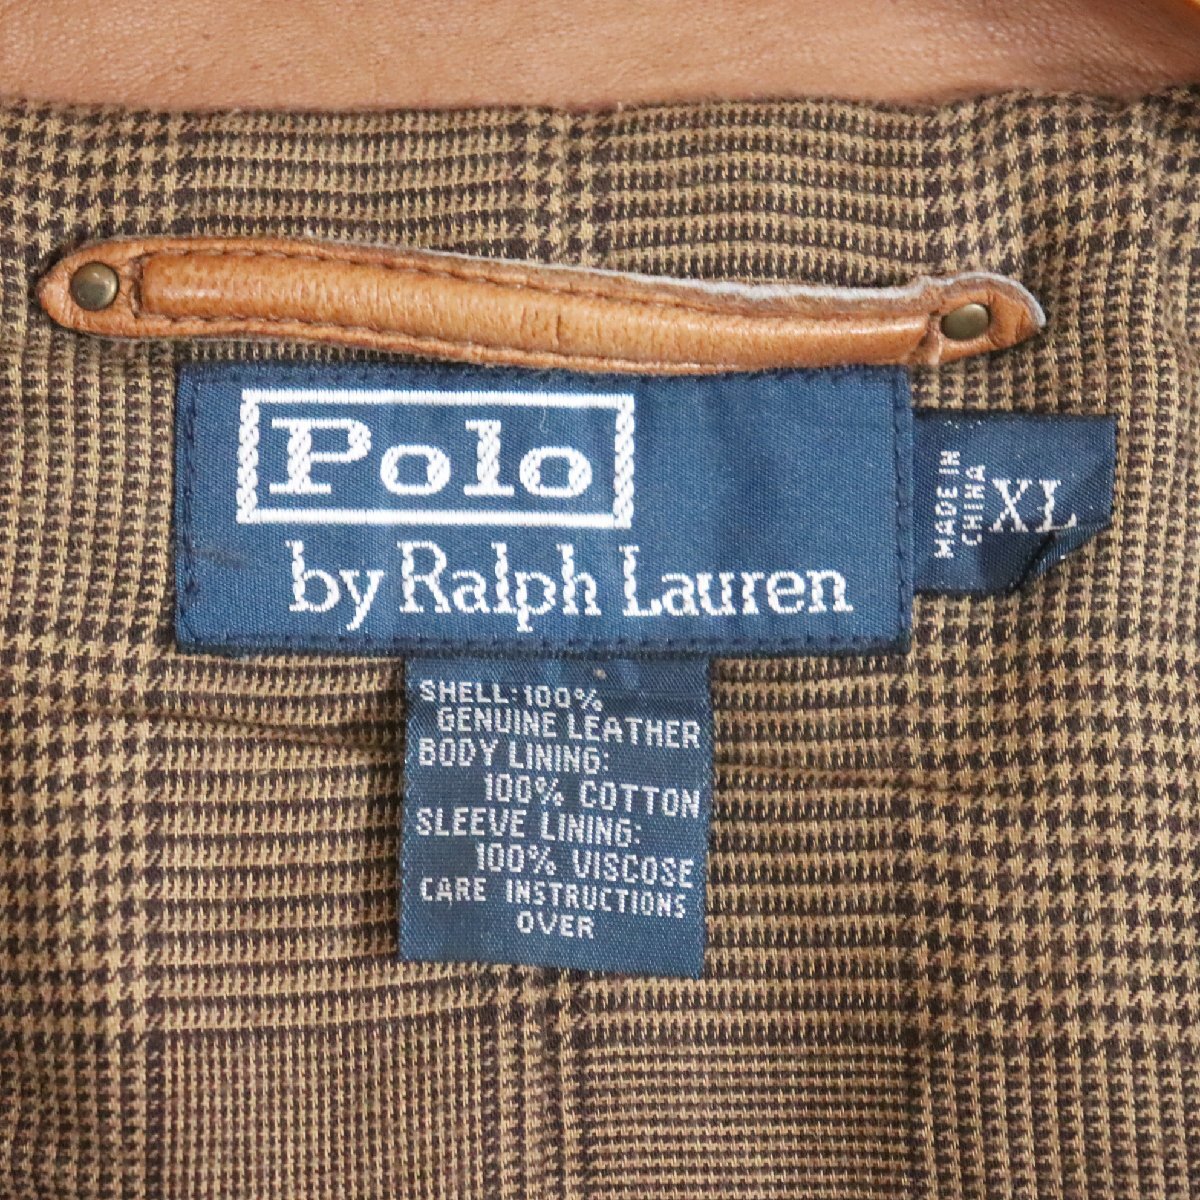 Polo
by Ralph Lauren
MADE IN
CHINA
XL
SHELL:100%
GENUINE LEATHER
BODY LINING:
100% COTTON
SLEEVE LINING:
100% VISCOSE
CARE INSTRUCTIONS
OVER